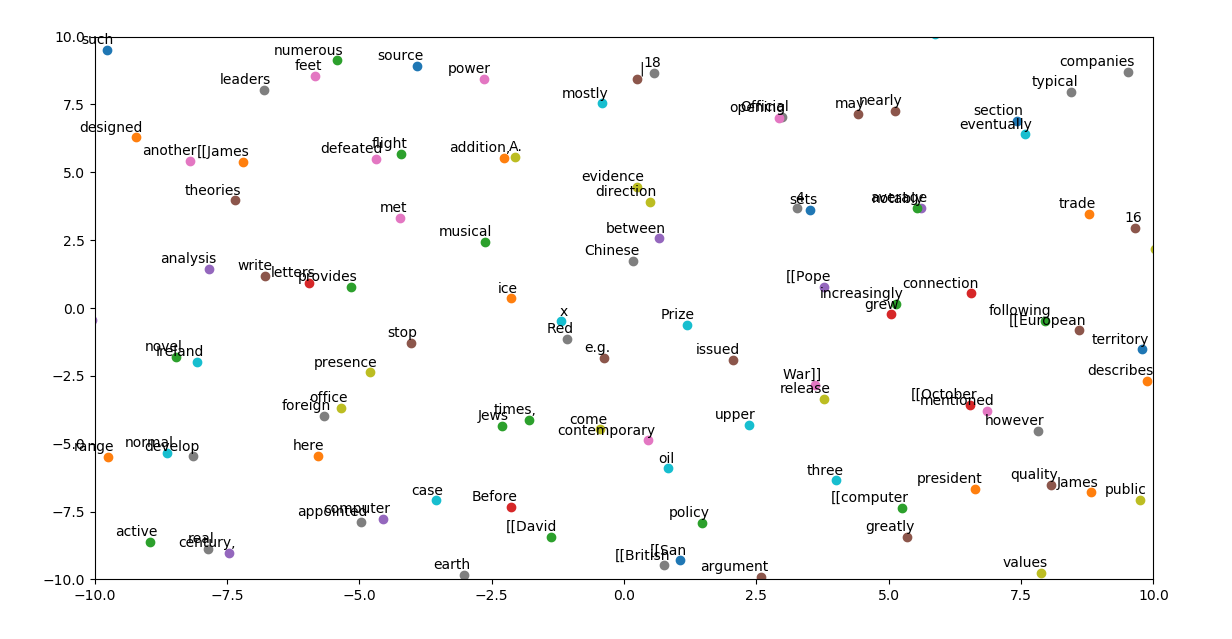 10.0
such
numerous
source
18
companies
feet
power
|
leaders
typical
7.5
mostly
Official
opening
may
nearly
section
designed
eventually
another
[[James
defeated
flight
addition,
A.
5.0
theories
evidence
direction
4
sets
average
notably
trade
met
16
musical
between
2.5
Chinese
analysis
write
letters
provides
ice
[[Pope
increasingly
connection
grew
following
0.0
x
Prize
[[European
Red
stop
e.g.
issued
territory
novel
Ireland
−2.5
presence
War]]
release
describes
office
foreign
times,
Jews
come
contemporary
upper
[[October
mentioned
however
−5.0
range
normal
develop
here
oil
three
president
quality
James
public
case
Before
[[computer
−7.5
computer
appointed
active
[[David
policy
greatly
real
century,
[[San
[[British
earth
argument
values
−10.0
−10.0 −7.5 −5.0 −2.5 0.0 2.5 5.0 7.5 10.0